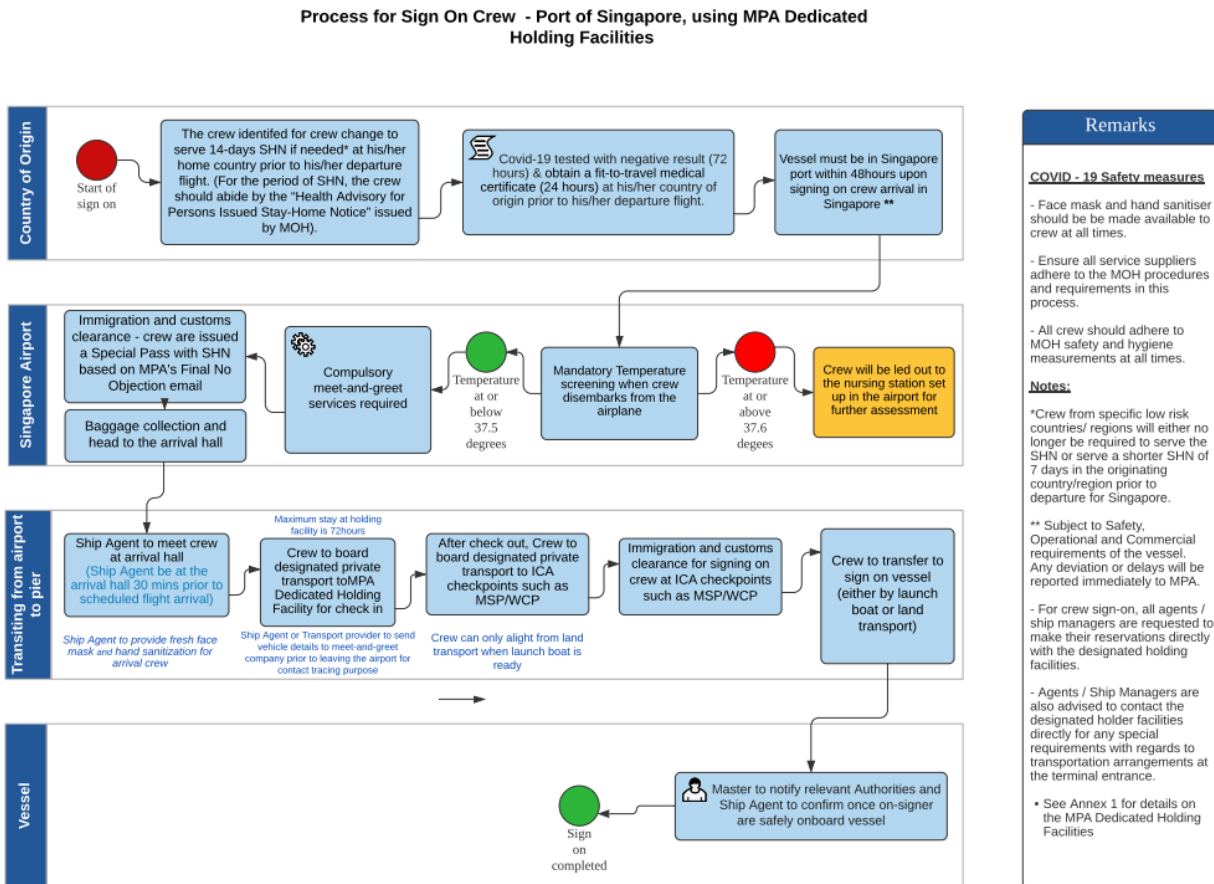 Process for Sign On Crew - Port of Singapore, using MPA Dedicated
Holding Facilities
Country of Origin
Start of
sign on
The crew identifed for crew change to
serve 14-days SHN if needed* at his/her
home country prior to his/her departure
flight. (For the period of SHN, the crew
should abide by the "Health Advisory for
Persons Issued Stay-Home Notice" issued
by MOH).
Covid-19 tested with negative result (72
hours) & obtain a fit-to-travel medical
certificate (24 hours) at his/her country of
origin prior to his/her departure flight.
Vessel must be in Singapore
port within 48hours upon
signing on crew arrival in
Singapore **
Singapore Airport
Immigration and customs
clearance - crew are issued
a Special Pass with SHN
based on MPA's Final No
Objection email
Baggage collection and
head to the arrival hall
Compulsory
meet-and-greet
services required
Temperature
at or
below
37.5
degrees
Mandatory Temperature
screening when crew
disembarks from the
airplane
Temperature
at or
above
37.6
degees
Crew will be led out to
the nursing station set
up in the airport for
further assessment
Transiting from airport
to pier
Ship Agent to meet crew
at arrival hall
(Ship Agent be at the
arrival hall 30 mins prior to
scheduled flight arrival)
Ship Agent to provide fresh face
mask and hand sanitization for
arrival crew
Maximum stay at holding
facility is 72hours
Crew to board
designated private
transport toMPA
Dedicated Holding
Facility for check in
Ship Agent or Transport provider to send
vehicle details to meet-and-greet
company prior to leaving the airport for
contact tracing purpose
After check out, Crew to
board designated private
transport to ICA
checkpoints such as
MSP/WCP
Crew can only alight from land
transport when launch boat is
ready
Immigration and customs
clearance for signing on
crew at ICA checkpoints
such as MSP/WCP
Crew to transfer to
sign on vessel
(either by launch
boat or land
transport)
Vessel
Sign
on
completed
Master to notify relevant Authorities and
Ship Agent to confirm once on-signer
are safely onboard vessel
Remarks
COVID - 19 Safety measures
- Face mask and hand sanitiser
should be be made available to
crew at all times.
- Ensure all service suppliers
adhere to the MOH procedures
and requirements in this
process.
- All crew should adhere to
MOH safety and hygiene
measurements at all times.
Notes:
*Crew from specific low risk
countries/ regions will either no
longer be required to serve the
SHN or serve a shorter SHN of
7 days in the originating
country/region prior to
departure for Singapore.
** Subject to Safety,
Operational and Commercial
requirements of the vessel.
Any deviation or delays will be
reported immediately to MPA.
- For crew sign-on, all agents /
ship managers are requested to
make their reservations directly
with the designated holding
facilities.
- Agents / Ship Managers are
also advised to contact the
designated holder facilities
directly for any special
requirements with regards to
transportation arrangements at
the terminal entrance.
• See Annex 1 for details on
the MPA Dedicated Holding
Facilities